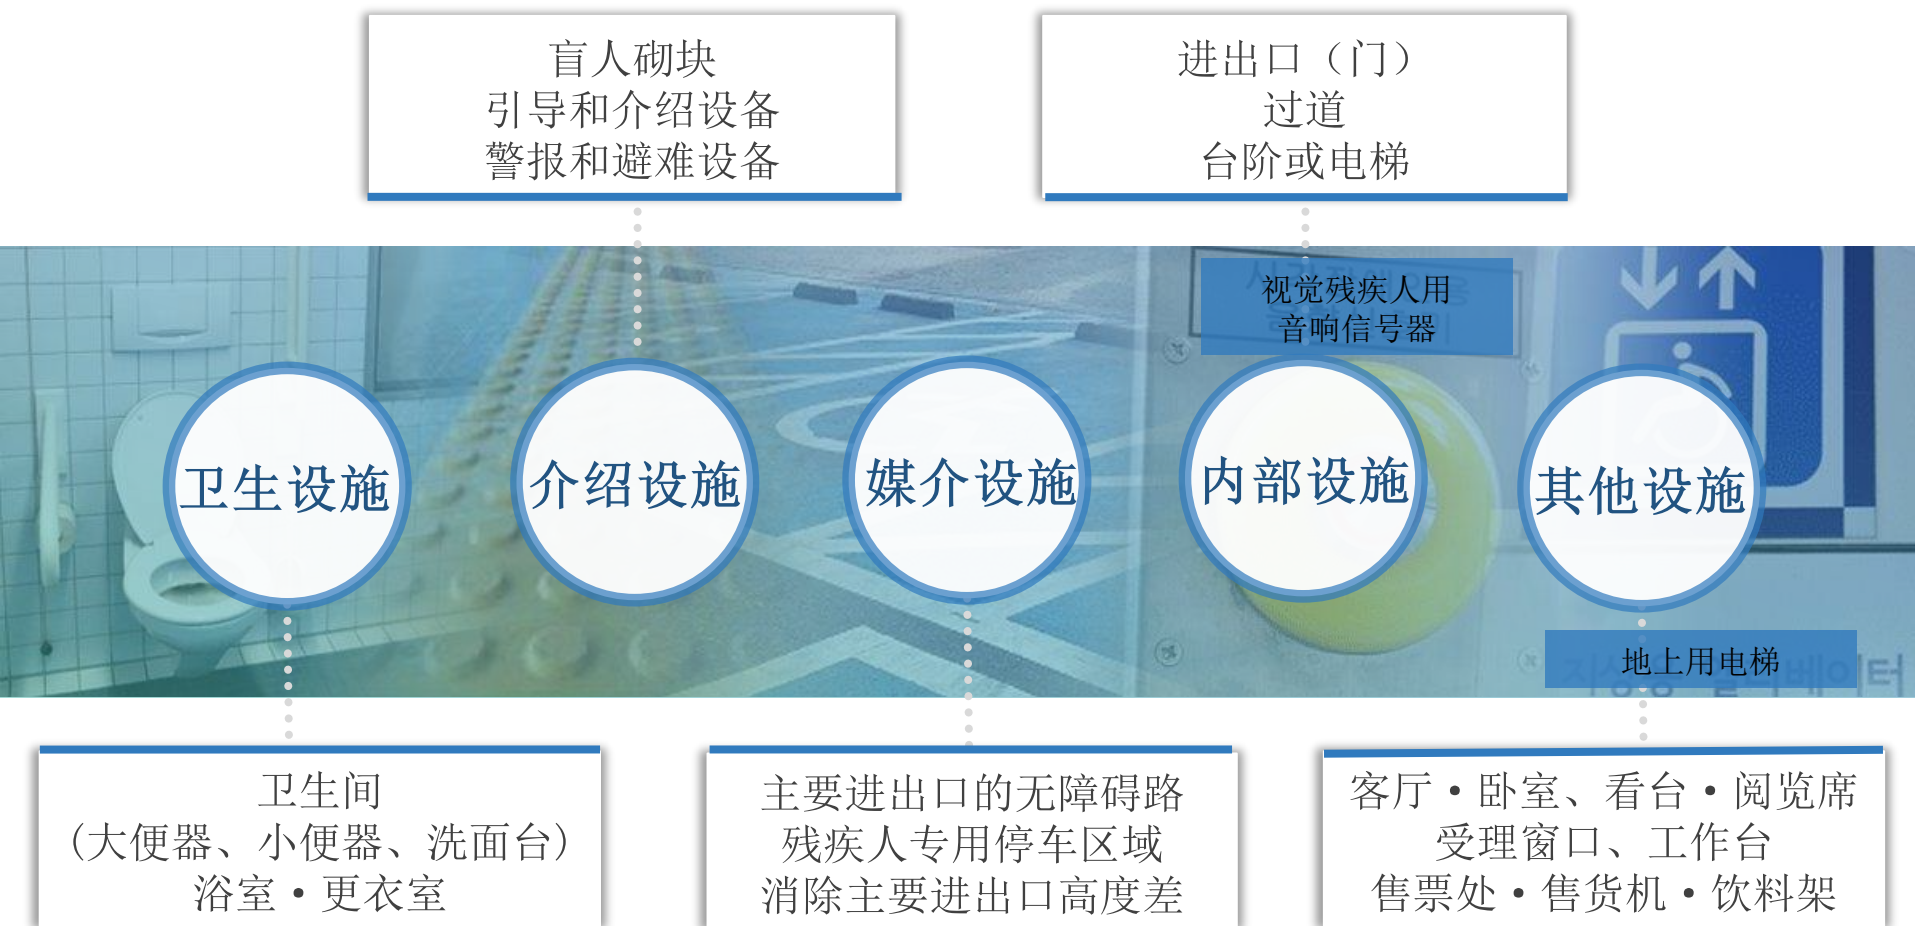 盲人砌块
引导和介绍设备
警报和避难设备
进出口（门）
过道
台阶或电梯
视觉残疾人用
音响信号器
卫生设施
介绍设施
媒介设施
内部设施
其他设施
地上用电梯
卫生间
(大便器、小便器、洗面台)
浴室·更衣室
主要进出口的无障碍路
残疾人专用停车区域
消除主要进出口高度差
客厅·卧室、看台·阅览席
受理窗口、工作台
售票处·售货机·饮料架